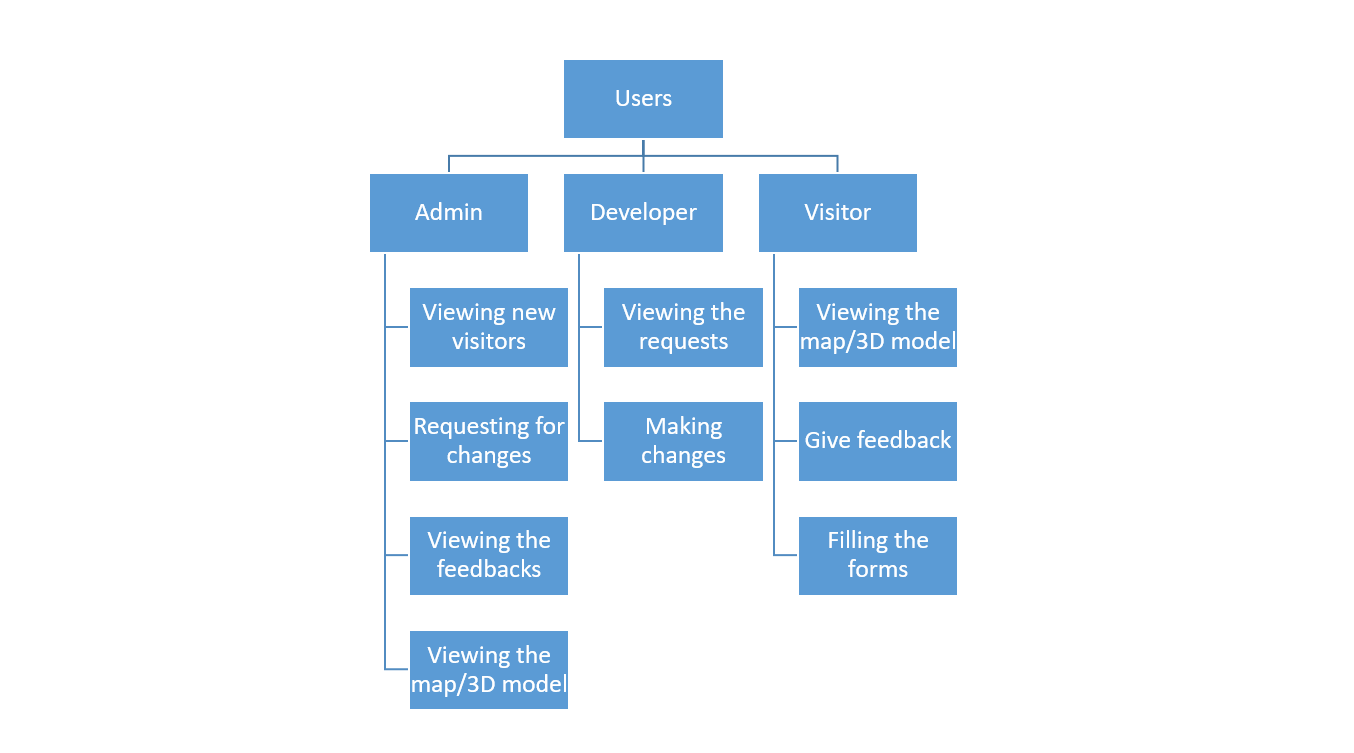 Users
Admin
Developer
Visitor
Viewing new
visitors
Requesting for
changes
Viewing the
feedbacks
Viewing the
map/3D model
Viewing the
requests
Making
changes
Viewing the
map/3D model
Give feedback
Filling the
forms